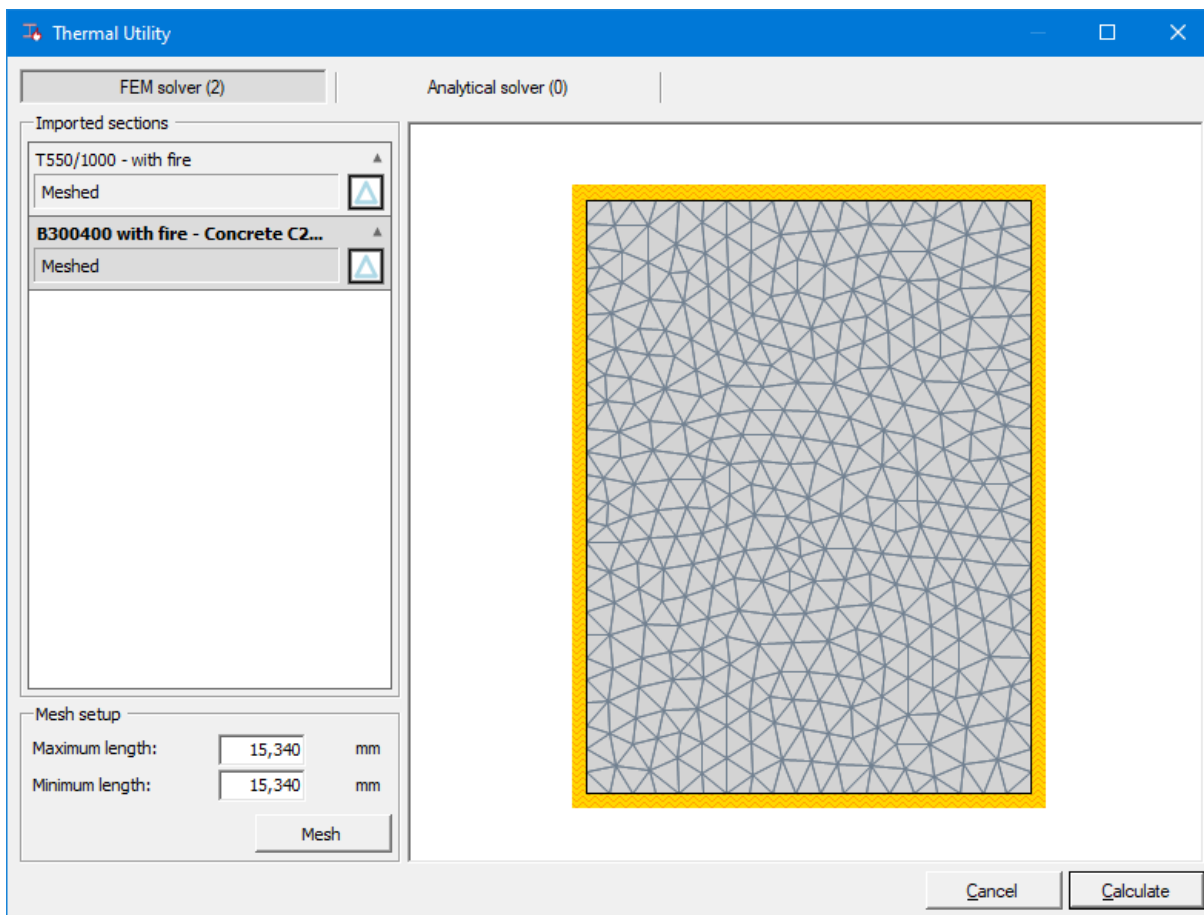 Thermal Utility
FEM solver (2)
Analytical solver (0)
Imported sections
T550/1000 - with fire
Meshed
B300400 with fire - Concrete C2...
Meshed
Mesh setup
Maximum length: 15,340 mm
Minimum length: 15,340 mm
Mesh
Cancel
Calculate